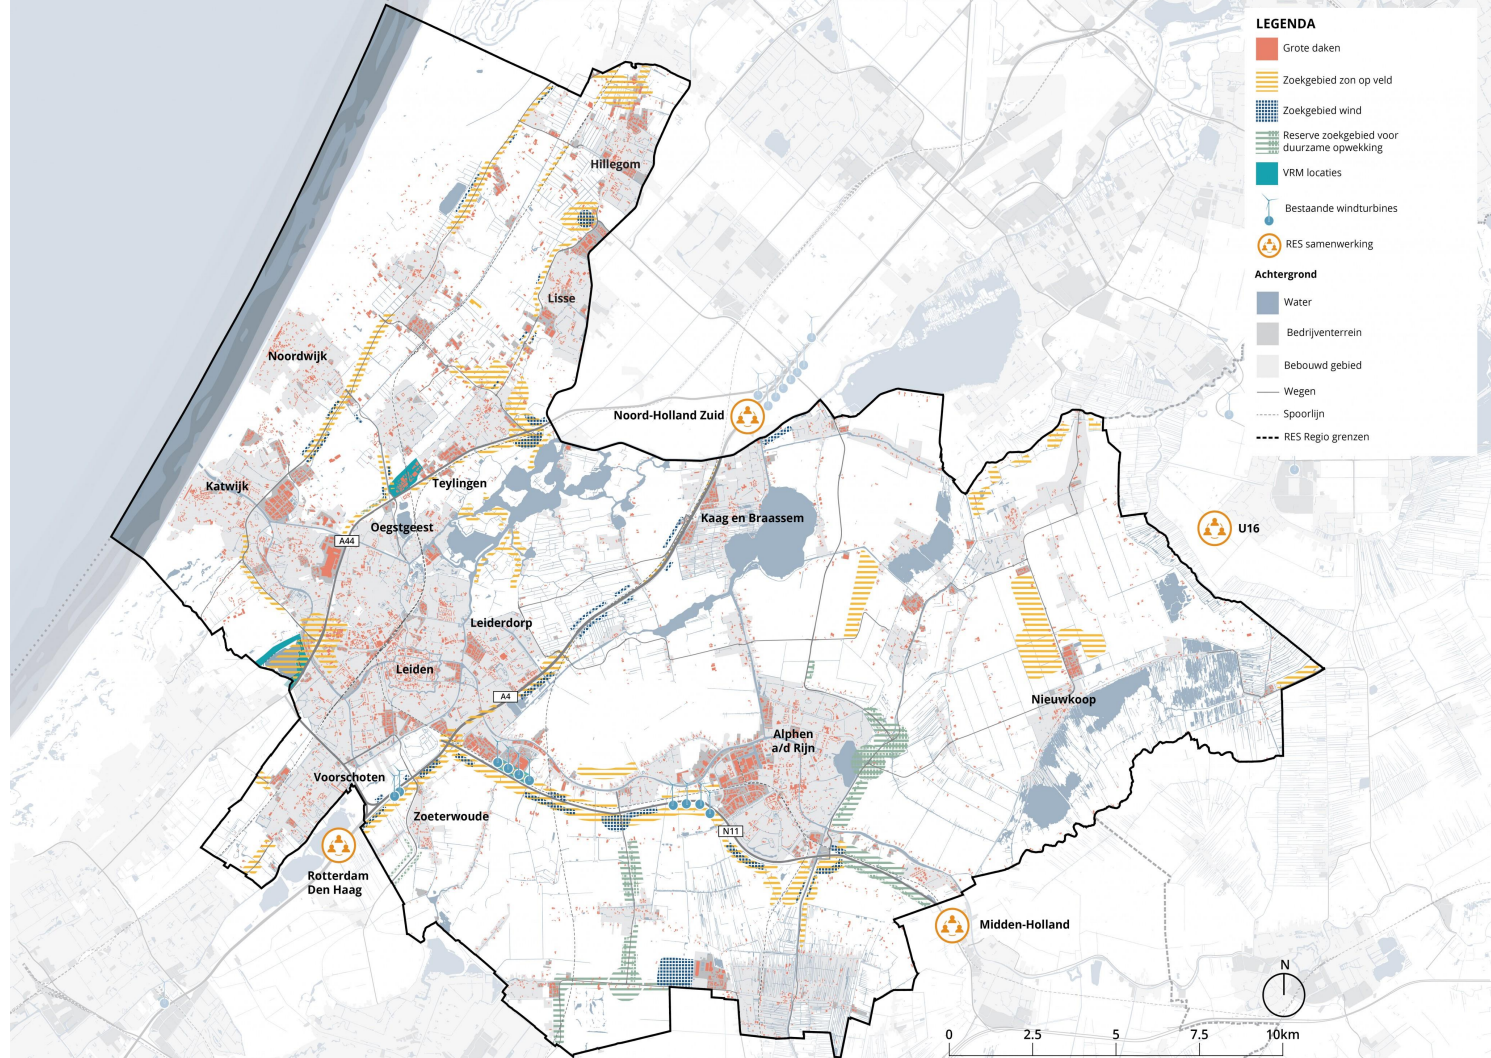 LEGENDA
Grote daken
Zoekgebied zon op veld
Zoekgebied wind
Reserve zoekgebied voor
duurzame opwekking
VRM locaties
Bestaande windturbines
RES samenwerking
Achtergrond
Water
Bedrijventerrein
Bebouwd gebied
Wegen
Spoorlijn
RES Regio grenzen
Hillegom
Lisse
Noordwijk
Noord-Holland Zuid
Katwijk
Teylingen
Oegstgeest
Kaag en Braassem
U16
A44
Leiderdorp
Leiden
A4
Nieuwkoop
Alphen
a/d Rijn
Voorschoten
Zoeterwoude
N11
Rotterdam
Den Haag
Midden-Holland
N
0 2.5 5 7.5 10km